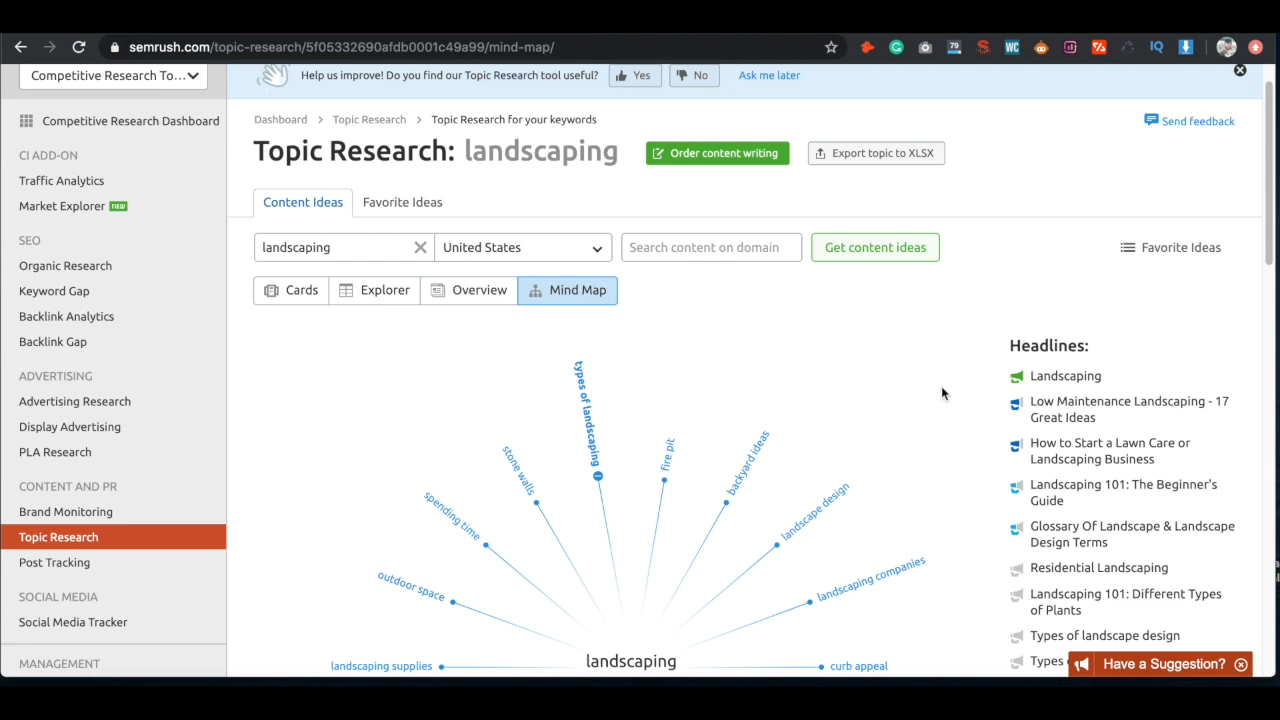 semrush.com/topic-research/5f05332690afdb0001c49a99/mind-map/
79
WC
IQ
Competitive Research To...
Help us improve! Do you find our Topic Research tool useful?
Yes
No
Ask me later
Competitive Research Dashboard
CI ADD-ON
Traffic Analytics
Market Explorer NEW
SEO
Organic Research
Keyword Gap
Backlink Analytics
Backlink Gap
ADVERTISING
Advertising Research
Display Advertising
PLA Research
CONTENT AND PR
Brand Monitoring
Topic Research
Post Tracking
SOCIAL MEDIA
Social Media Tracker
MANAGEMENT
Dashboard > Topic Research > Topic Research for your keywords
Send feedback
Topic Research: landscaping
Order content writing
Export topic to XLSX
Content Ideas
Favorite Ideas
landscaping
United States
Search content on domain
Get content ideas
Favorite Ideas
Cards
Explorer
Overview
Mind Map
landscaping supplies
outdoor space
spending time
stone walls
types of landscaping
fire pit
backyard ideas
landscape design
landscaping companies
curb appeal
landscaping
Headlines:
Landscaping
Low Maintenance Landscaping - 17
Great Ideas
How to Start a Lawn Care or
Landscaping Business
Landscaping 101: The Beginner's
Guide
Glossary Of Landscape & Landscape
Design Terms
Residential Landscaping
Landscaping 101: Different Types
of Plants
Types of landscape design
Types
Have a Suggestion?